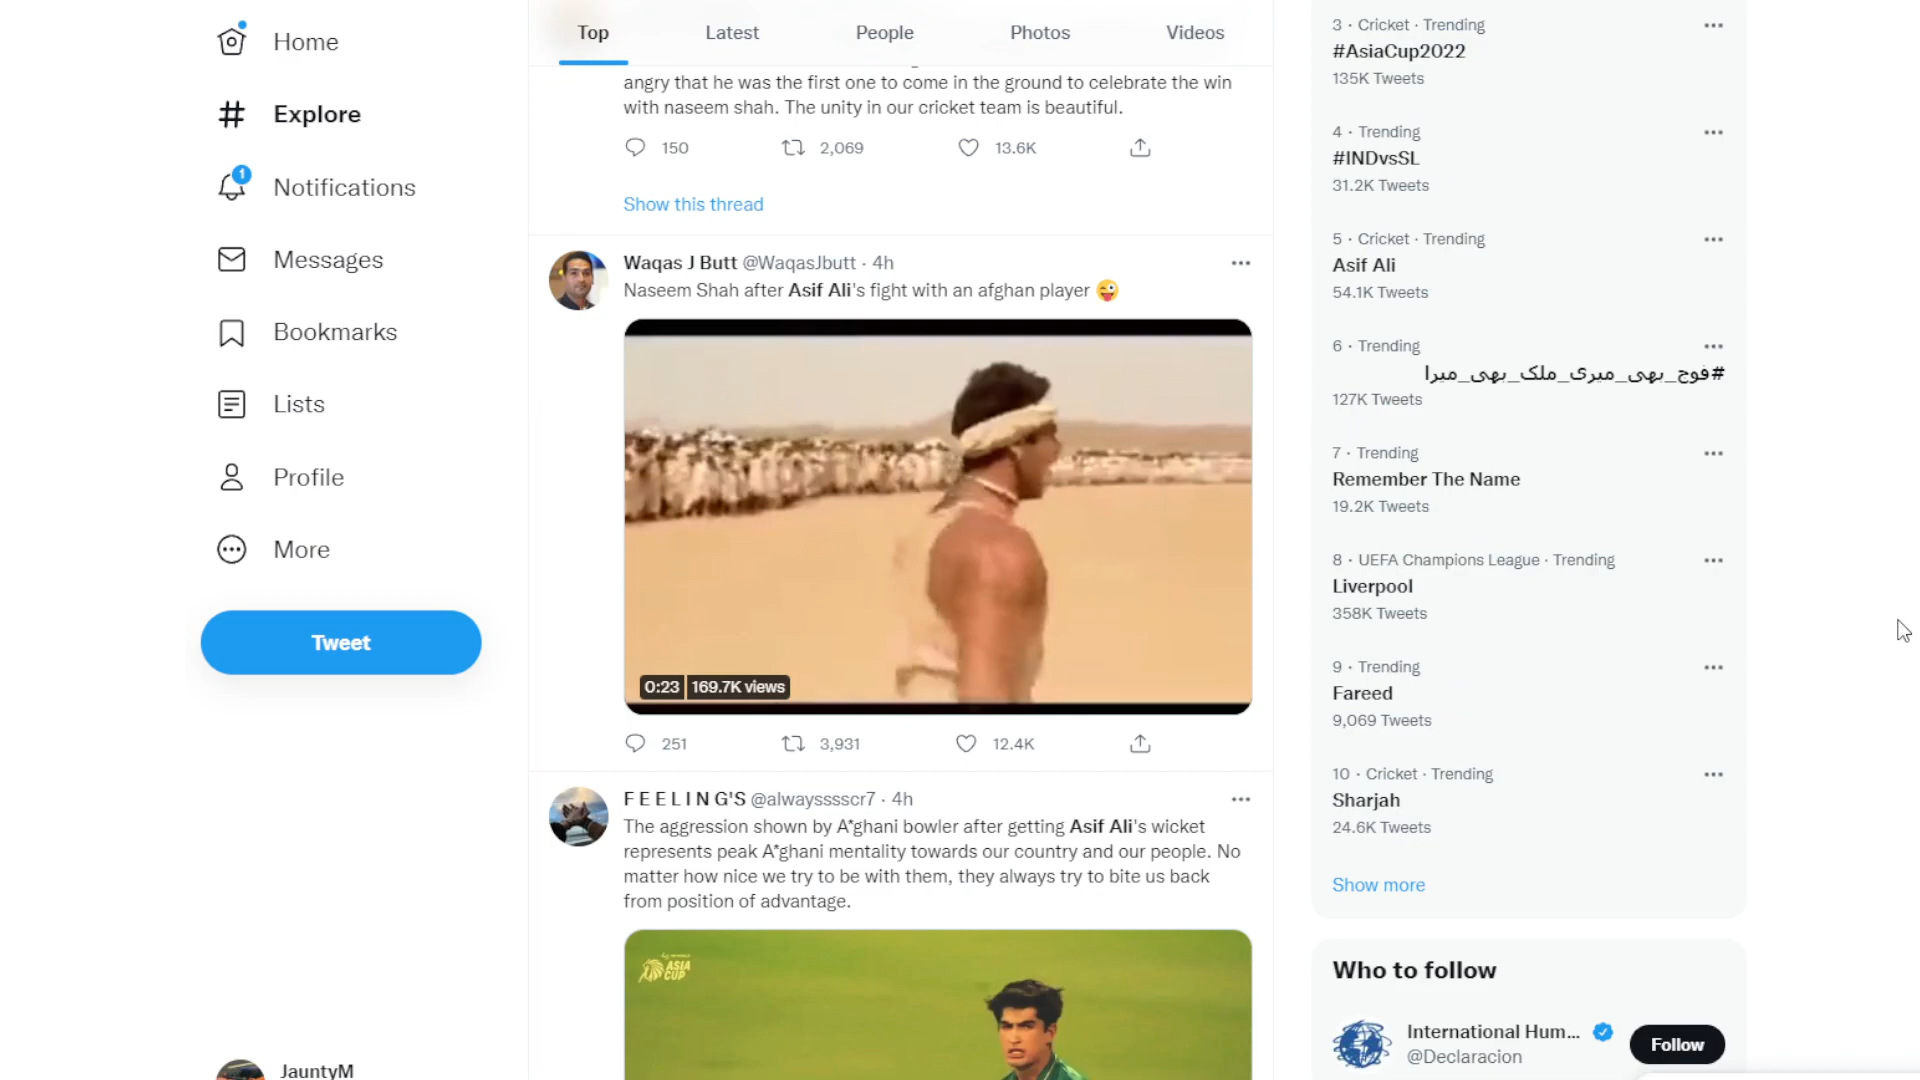 Home
Explore
1
Notifications
Messages
Bookmarks
Lists
Profile
More
Tweet
JauntyM
Top
Latest
People
Photos
Videos
angry that he was the first one to come in the ground to celebrate the win
with naseem shah. The unity in our cricket team is beautiful.
150
2,069
13.6K
Show this thread
Waqas J Butt @WaqasJbutt · 4h
Naseem Shah after Asif Ali's fight with an afghan player 😜
0:23
169.7K views
251
3,931
12.4K
F E E L I N G'S @alwaysssscr7 · 4h
The aggression shown by A*ghani bowler after getting Asif Ali's wicket
represents peak A*ghani mentality towards our country and our people. No
matter how nice we try to be with them, they always try to bite us back
from position of advantage.
ASIA
CUP
3 · Cricket · Trending
#AsiaCup2022
135K Tweets
4 · Trending
#INDvsSL
31.2K Tweets
5 · Cricket · Trending
Asif Ali
54.1K Tweets
6 · Trending
#فوج_بھی_میری_ملک_بھی_میرا
127K Tweets
7 · Trending
Remember The Name
19.2K Tweets
8 · UEFA Champions League · Trending
Liverpool
358K Tweets
9 · Trending
Fareed
9,069 Tweets
10 · Cricket · Trending
Sharjah
24.6K Tweets
Show more
Who to follow
International Hum...
@Declaracion
Follow